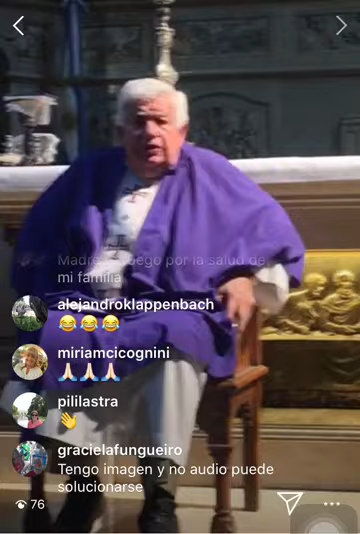 Madre te ruego por la salud de
mi familia
alejandroklappenbach
😂😂😂
miriamcicognini
🙏🏻🙏🏻🙏🏻
pililastra
👋
gracielafungueiro
Tengo imagen y no audio puede
solucionarse
76